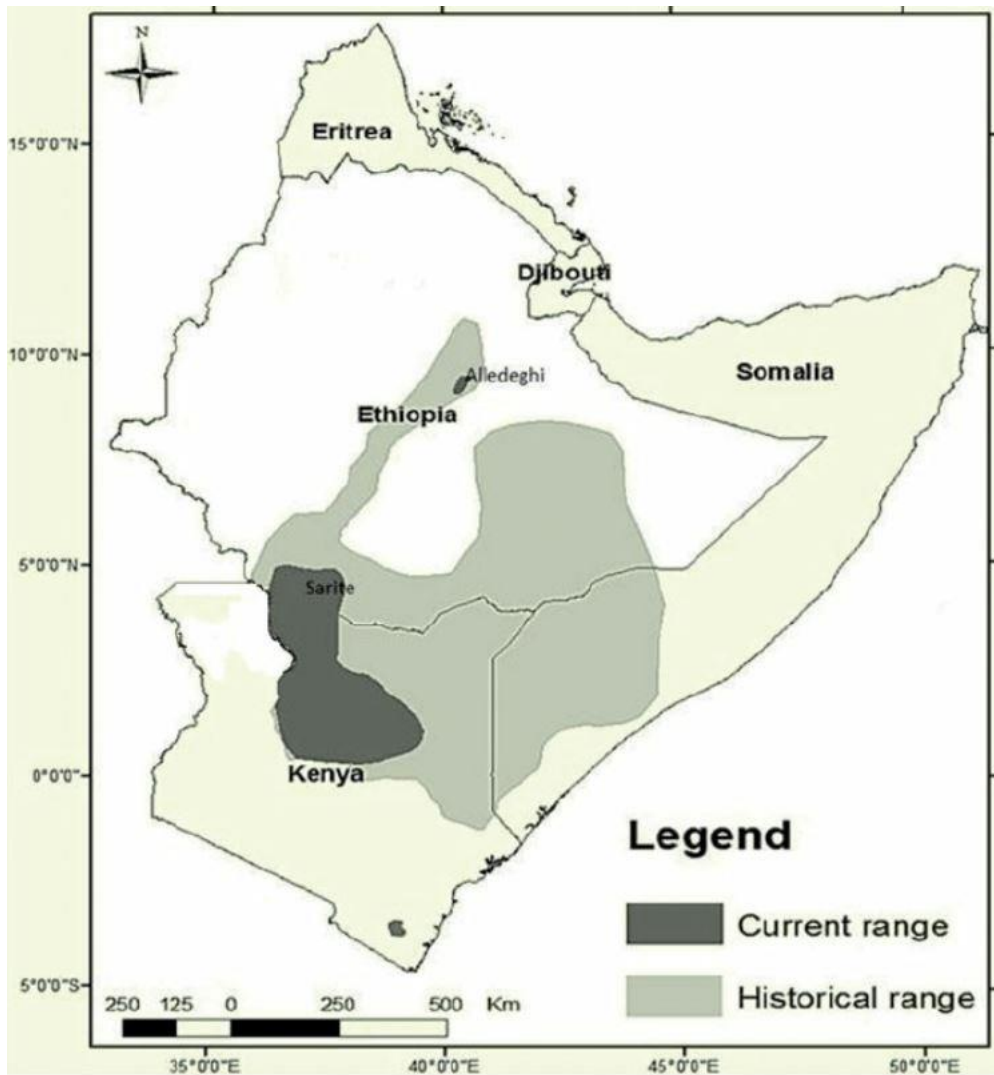 N
Eritrea
15°0'0"N
Djibouti
10°0'0"N
Alledeghi
Somalia
Ethiopia
5°0'0"N
Sarite
0°0'0"
Kenya
Legend
Current range
Historical range
5°0'0"S
250 125 0 250 500 Km
35°0'0"E 40°0'0"E 45°0'0"E 50°0'0"E